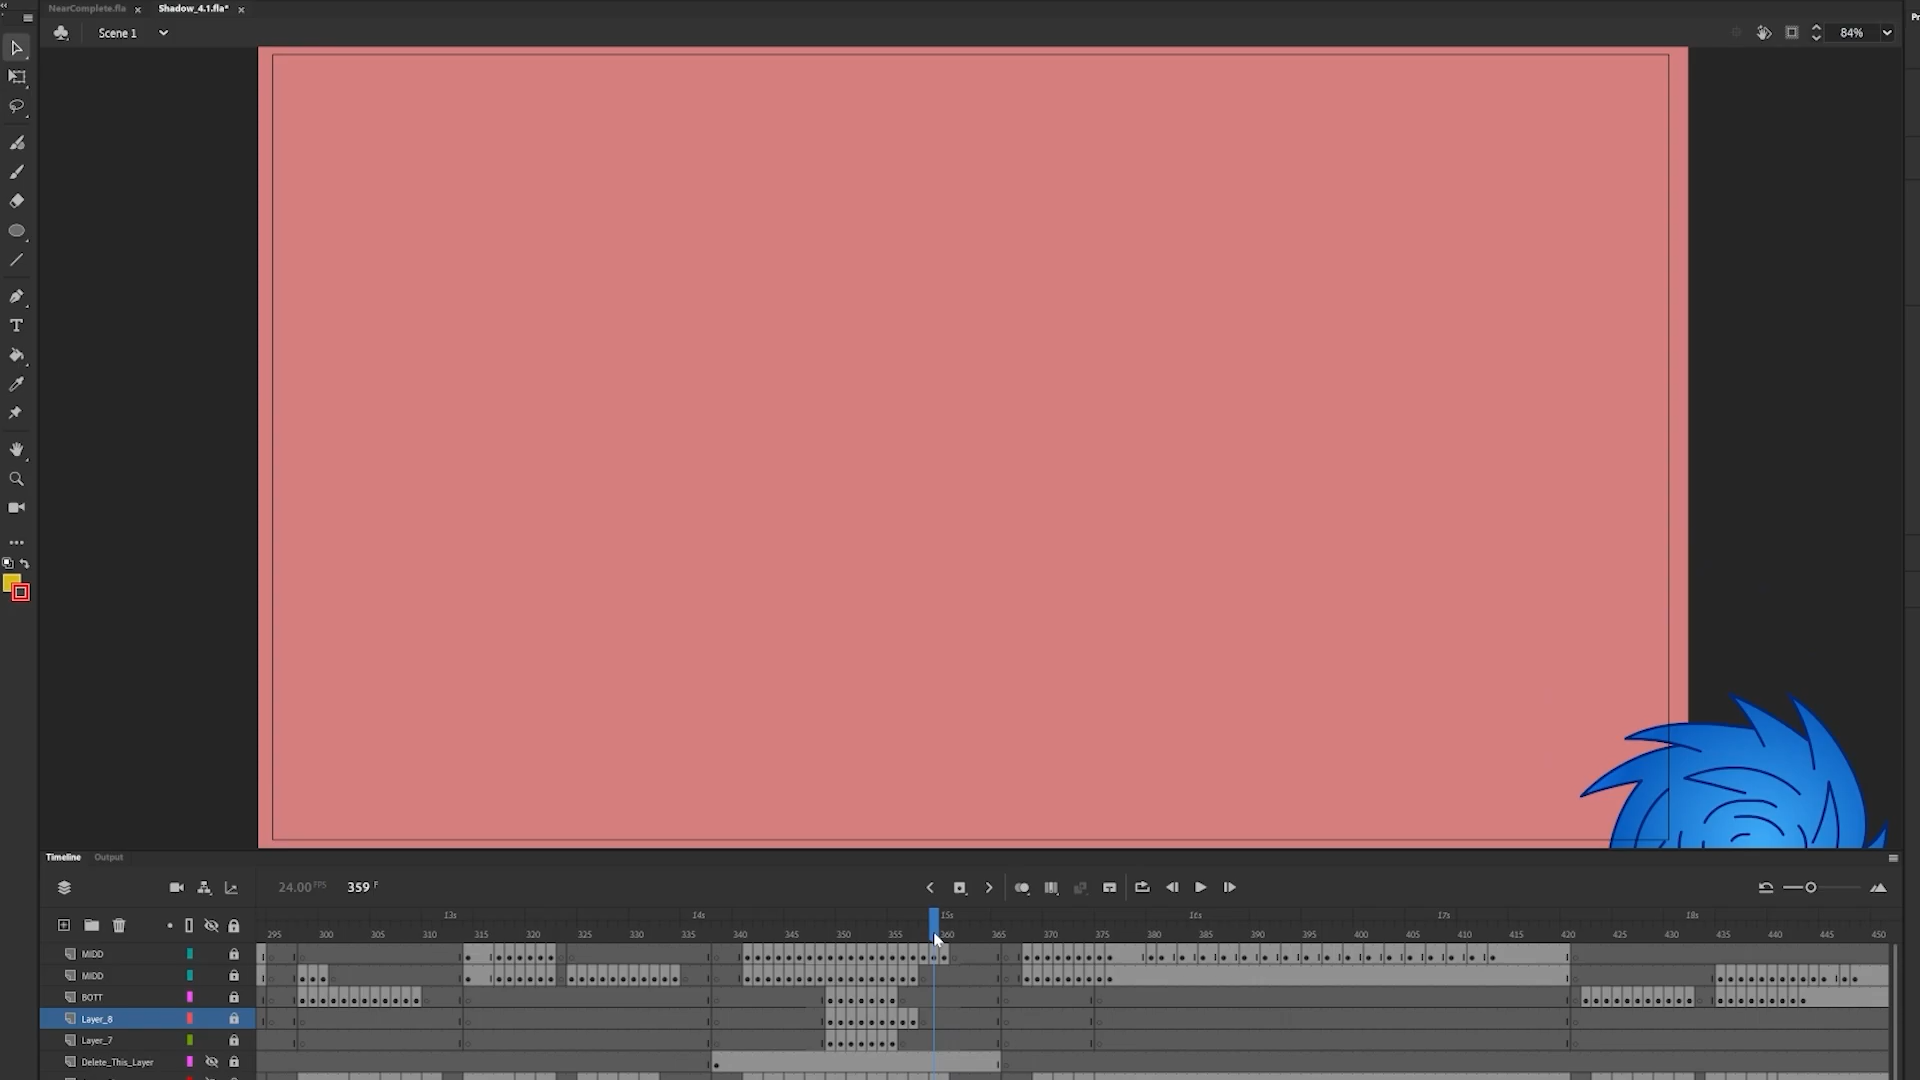 NearComplete.fla
Shadow_4.1.fla*
Pr
Scene 1
84%
T
Timeline
Output
24.00 FPS
359 F
13s 14s 15s 16s 17s 18s
295 300 305 310 315 320 325 330 335 340 345 350 355 360 365 370 375 380 385 390 395 400 405 410 415 420 425 430 435 440 445 450
MIDD
MIDD
BOTT
Layer_8
Layer_7
Delete_This_Layer